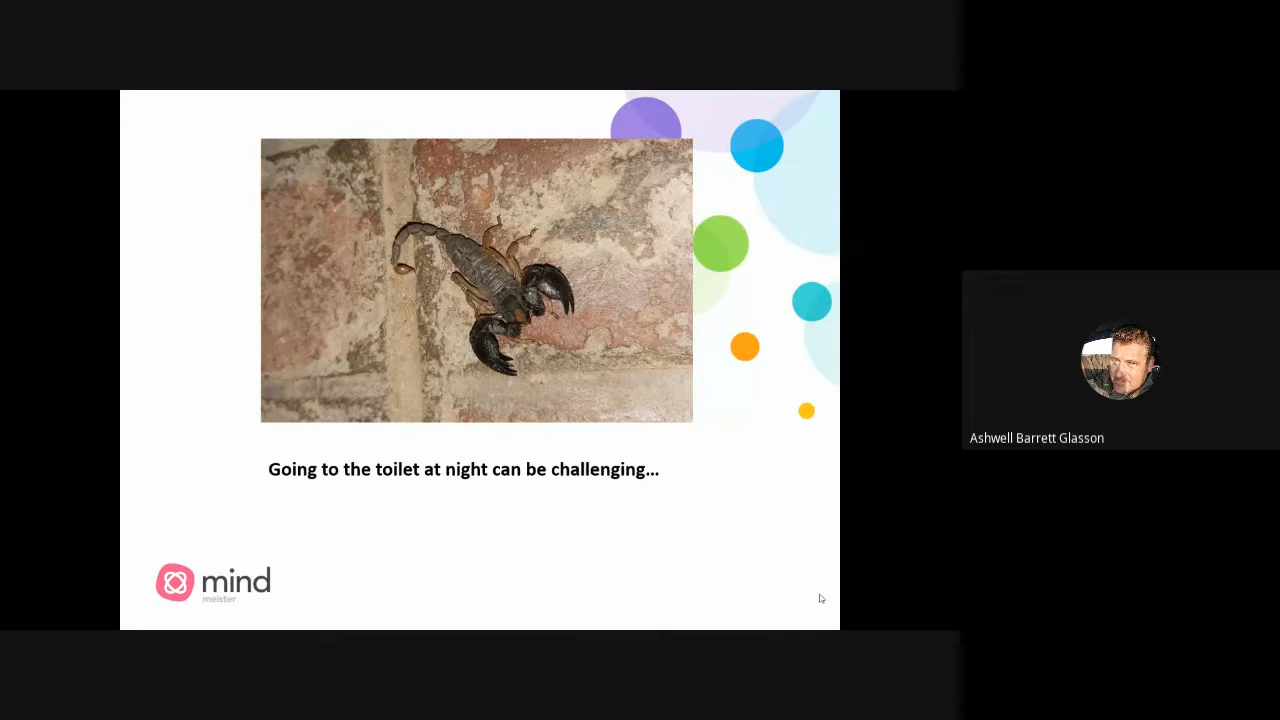 Going to the toilet at night can be challenging...
mind
meister
Ashwell Barrett Glasson